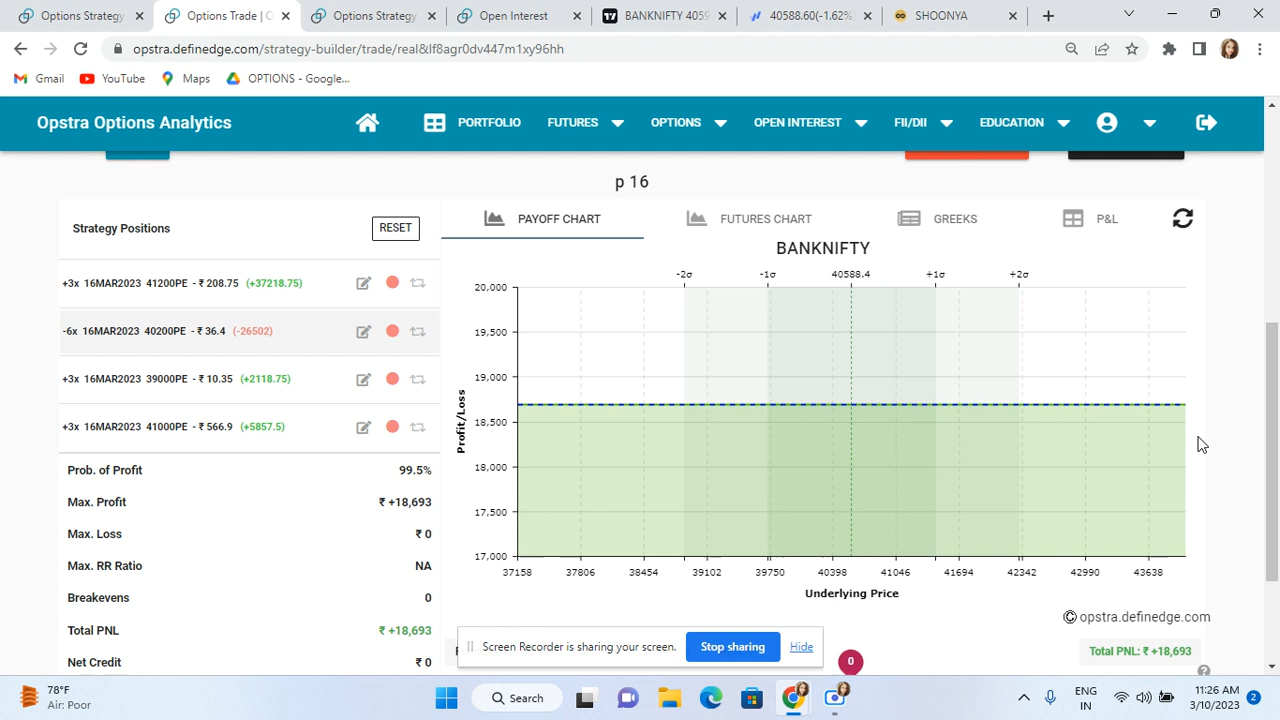 Options Strategy
Options Trade | O
Options Strategy
Open Interest
BANKNIFTY 4059
40588.60(-1.62%)
SHOONYA
opstra.definedge.com/strategy-builder/trade/real&lf8agr0dv447m1xy96hh
Gmail
YouTube
Maps
OPTIONS - Google...
Opstra Options Analytics
PORTFOLIO
FUTURES
OPTIONS
OPEN INTEREST
FII/DII
EDUCATION
p 16
Strategy Positions
RESET
PAYOFF CHART
FUTURES CHART
GREEKS
P&L
BANKNIFTY
+3x 16MAR2023 41200PE - ₹ 208.75 (+37218.75)
-6x 16MAR2023 40200PE - ₹ 36.4 (-26502)
+3x 16MAR2023 39000PE - ₹ 10.35 (+2118.75)
+3x 16MAR2023 41000PE - ₹ 566.9 (+5857.5)
Prob. of Profit 99.5%
Max. Profit ₹ +18,693
Max. Loss ₹ 0
Max. RR Ratio NA
Breakevens 0
Total PNL ₹ +18,693
Net Credit ₹ 0
-2σ -1σ 40588.4 +1σ +2σ
20,000
19,500
19,000
18,500
18,000
17,500
17,000
Profit/Loss
37158 37806 38454 39102 39750 40398 41046 41694 42342 42990 43638
Underlying Price
© opstra.definedge.com
Total PNL: ₹ +18,693
Screen Recorder is sharing your screen.
Stop sharing
Hide
0
78°F
Air: Poor
Search
ENG
IN
11:26 AM
3/10/2023
2